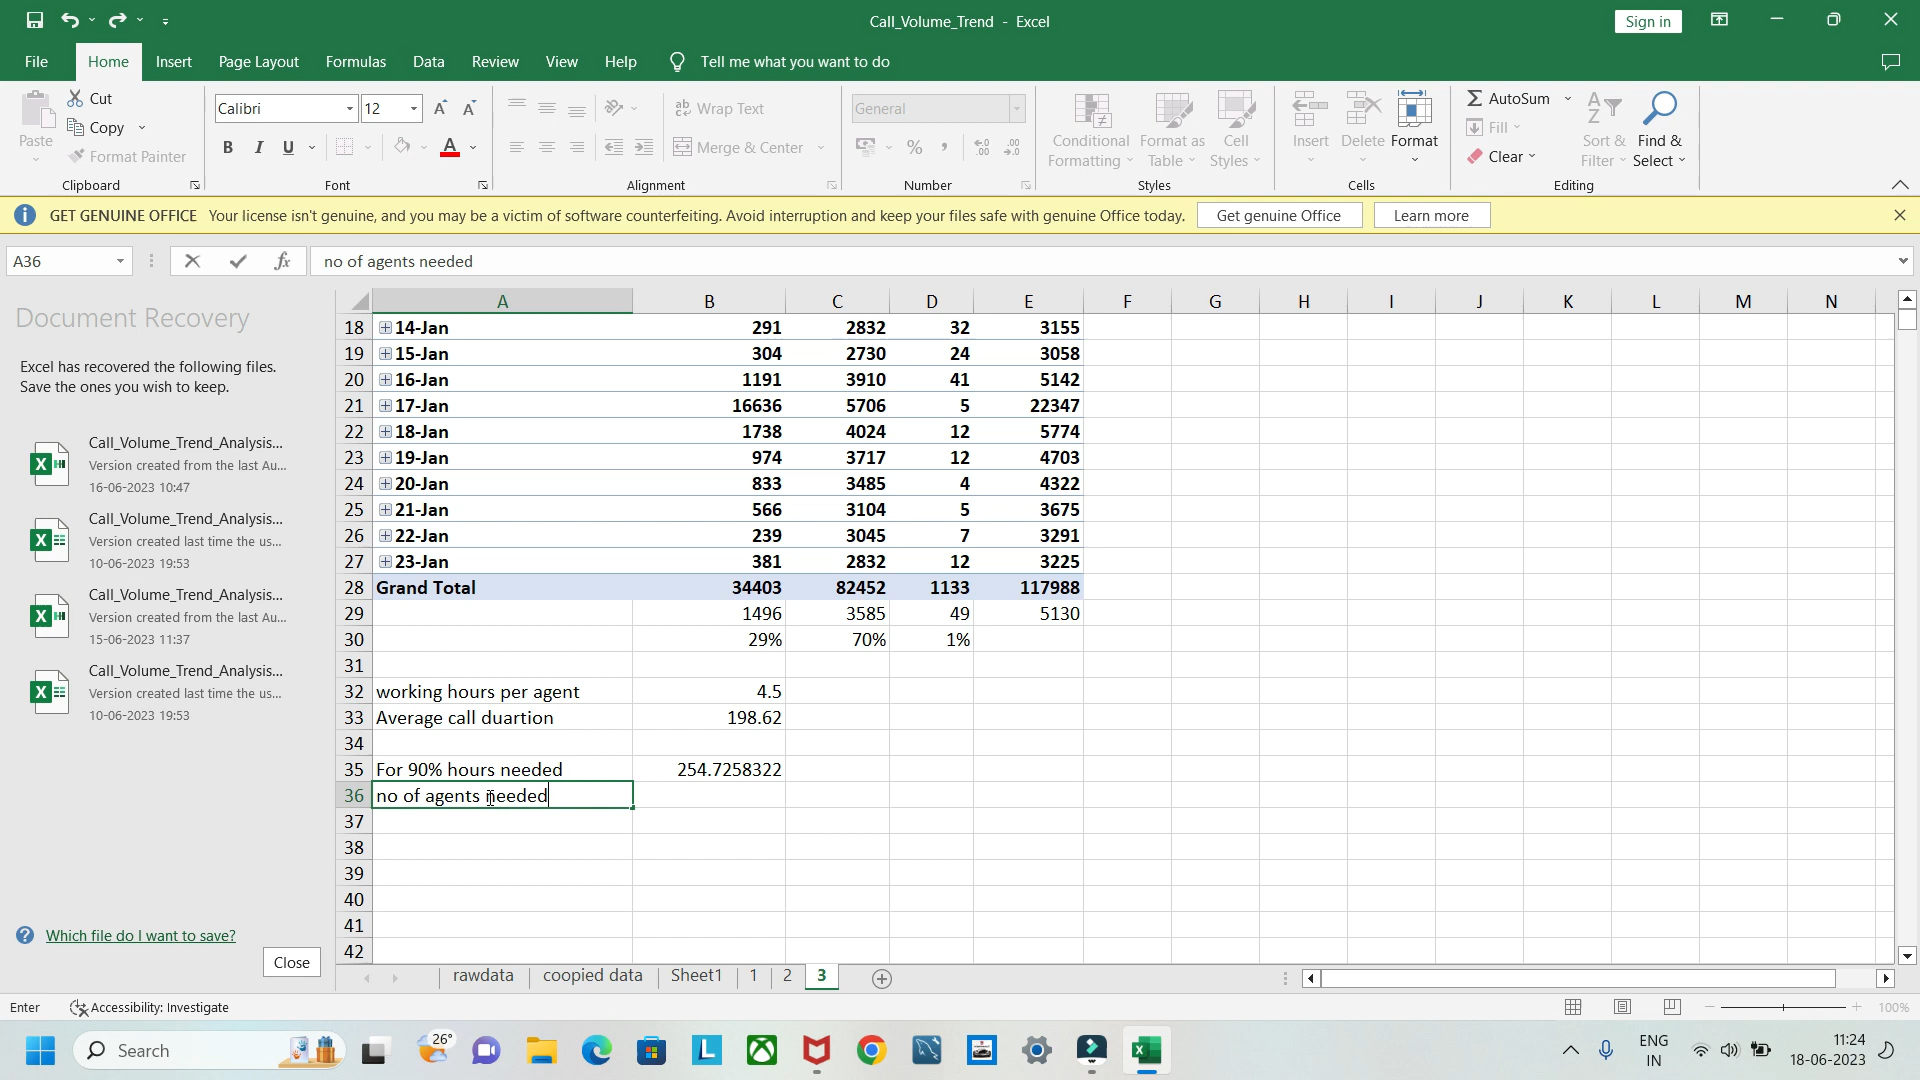 Call_Volume_Trend - Excel
Sign in
File Home Insert Page Layout Formulas Data Review View Help Tell me what you want to do
Paste
Cut
Copy
Format Painter
Clipboard
Calibri 12
B I U
Font
Wrap Text
Merge & Center
Alignment
General
%
Number
Conditional Formatting
Format as Table
Cell Styles
Styles
Insert Delete Format
Cells
AutoSum
Fill
Clear
Sort & Filter
Find & Select
Editing
GET GENUINE OFFICE Your license isn't genuine, and you may be a victim of software counterfeiting. Avoid interruption and keep your files safe with genuine Office today. Get genuine Office Learn more
A36 fx no of agents needed
Document Recovery
Excel has recovered the following files.
Save the ones you wish to keep.
Call_Volume_Trend_Analysis...
Version created from the last Au...
16-06-2023 10:47
Call_Volume_Trend_Analysis...
Version created last time the us...
10-06-2023 19:53
Call_Volume_Trend_Analysis...
Version created from the last Au...
15-06-2023 11:37
Call_Volume_Trend_Analysis...
Version created last time the us...
10-06-2023 19:53
Which file do I want to save?
Close
A B C D E F G H I J K L M N
18 14-Jan 291 2832 32 3155
19 15-Jan 304 2730 24 3058
20 16-Jan 1191 3910 41 5142
21 17-Jan 16636 5706 5 22347
22 18-Jan 1738 4024 12 5774
23 19-Jan 974 3717 12 4703
24 20-Jan 833 3485 4 4322
25 21-Jan 566 3104 5 3675
26 22-Jan 239 3045 7 3291
27 23-Jan 381 2832 12 3225
28 Grand Total 34403 82452 1133 117988
29 1496 3585 49 5130
30 29% 70% 1%
31
32 working hours per agent 4.5
33 Average call duartion 198.62
34
35 For 90% hours needed 254.7258322
36 no of agents needed
37
38
39
40
41
42
rawdata coopied data Sheet1 1 2 3
Enter Accessibility: Investigate 100%
Search
26°
ENG
IN
11:24
18-06-2023